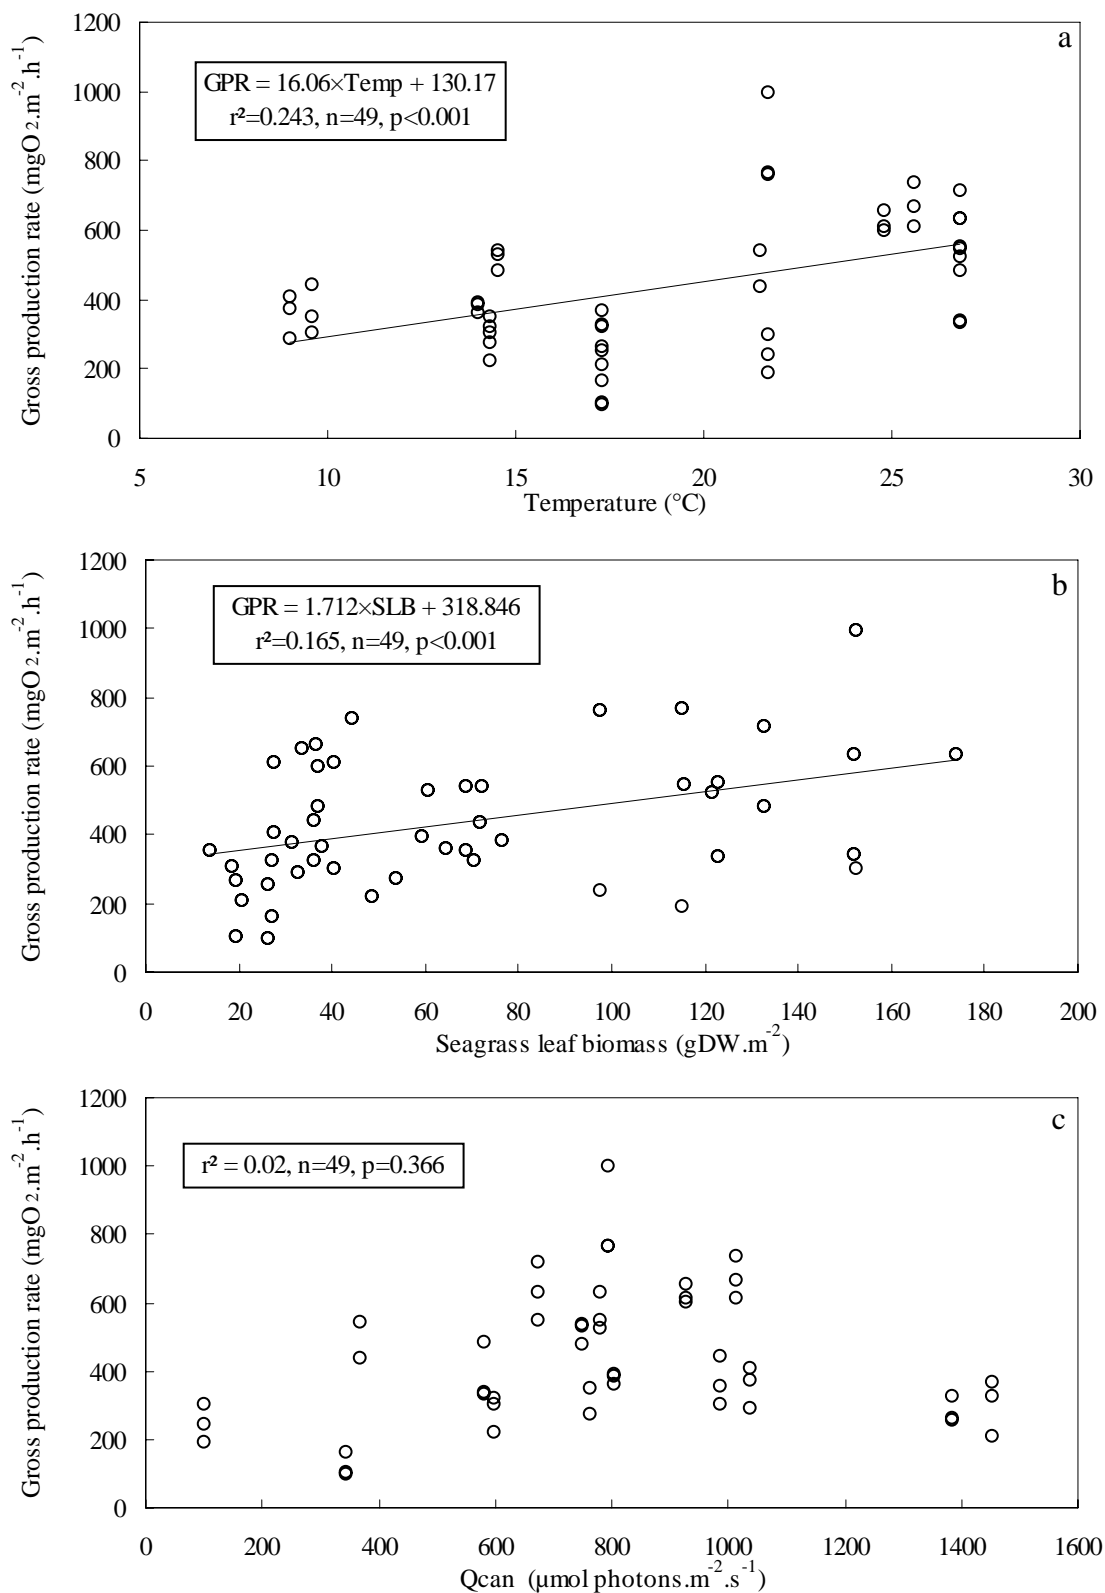 1200
1000
800
600
400
200
0
Gross production rate (mgO₂.m⁻².h⁻¹)
a
GPR = 16.06×Temp + 130.17
r²=0.243, n=49, p<0.001
5 10 15 20 25 30
Temperature (°C)
1200
1000
800
600
400
200
0
Gross production rate (mgO₂.m⁻².h⁻¹)
b
GPR = 1.712×SLB + 318.846
r²=0.165, n=49, p<0.001
0 20 40 60 80 100 120 140 160 180 200
Seagrass leaf biomass (gDW.m⁻²)
1200
1000
800
600
400
200
0
Gross production rate (mgO₂.m⁻².h⁻¹)
c
r² = 0.02, n=49, p=0.366
0 200 400 600 800 1000 1200 1400 1600
Qcan (µmol photons.m⁻².s⁻¹)